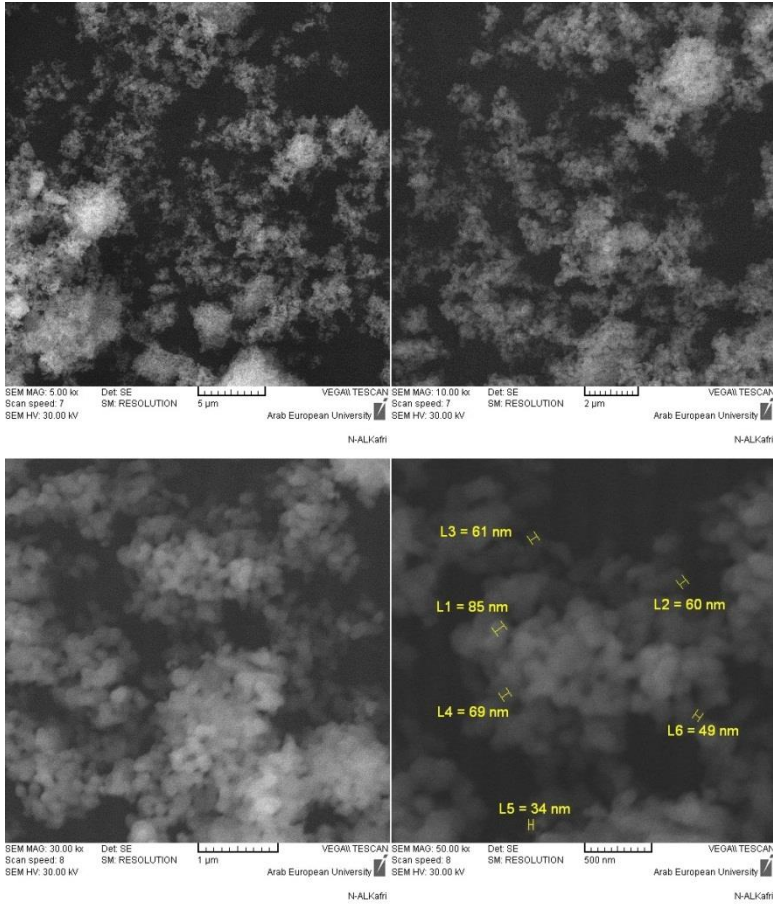 SEM MAG: 5.00 kx Det: SE VEGA\\ TESCAN
Scan speed: 7 SM: RESOLUTION 5 µm
SEM HV: 30.00 kV Arab European University
N-ALKafri
SEM MAG: 10.00 kx Det: SE VEGA\\ TESCAN
Scan speed: 7 SM: RESOLUTION 2 µm
SEM HV: 30.00 kV Arab European University
N-ALKafri
SEM MAG: 30.00 kx Det: SE VEGA\\ TESCAN
Scan speed: 8 SM: RESOLUTION 1 µm
SEM HV: 30.00 kV Arab European University
N-ALKafri
L3 = 61 nm
L2 = 60 nm
L1 = 85 nm
L4 = 69 nm
L6 = 49 nm
L5 = 34 nm
SEM MAG: 50.00 kx Det: SE VEGA\\ TESCAN
Scan speed: 8 SM: RESOLUTION 500 nm
SEM HV: 30.00 kV Arab European University
N-ALKafri